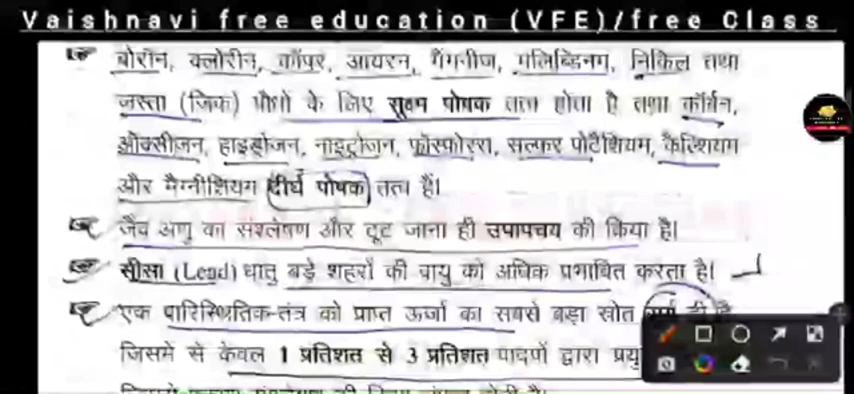 Vaishnavi free education (VFE)/free Class
बोरॉन, क्लोरीन, कॉपर, आयरन, मैंगनीज, मॉलिब्डिनम, निकिल तथा
जस्ता (जिंक) पौधों के लिए सूक्ष्म पोषक तत्व होता है तथा कॉर्बन,
ऑक्सीजन, हाइड्रोजन, नाइट्रोजन, फॉस्फोरस, सल्फर पोटैशियम, कैल्शियम
और मैग्नीशियम दीर्घ पोषक तत्व हैं।
जैव अणु का संश्लेषण और टूट जाना ही उपापचय की क्रिया है।
सीसा (Lead) धातु बड़े शहरों की वायु को अधिक प्रभावित करता है।
एक पारिस्थितिक-तंत्र को प्राप्त ऊर्जा का सबसे बड़ा स्रोत सूर्य ही है
जिसमें से केवल 1 प्रतिशत से 3 प्रतिशत पादपों द्वारा